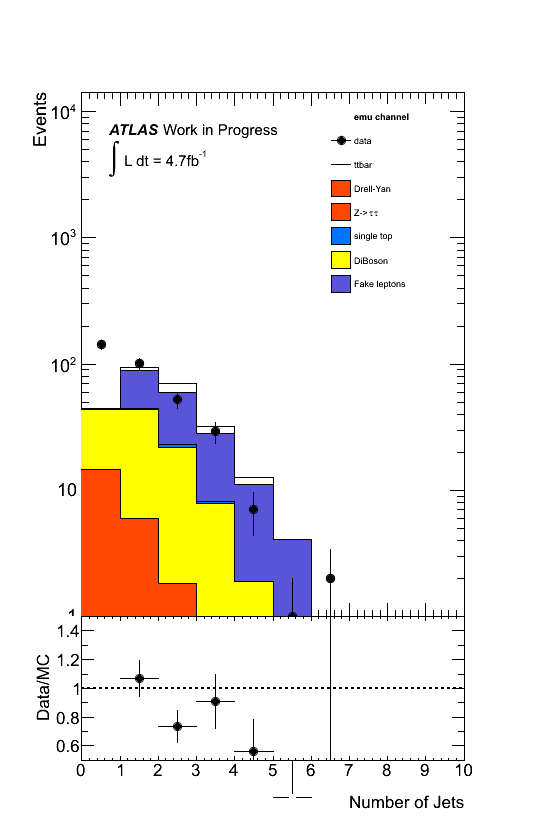 Events
10^4
10^3
10^2
10
1
ATLAS Work in Progress
∫ L dt = 4.7fb^-1
emu channel
data
ttbar
Drell-Yan
Z->ττ
single top
DiBoson
Fake leptons
Data/MC
1.4
1.2
1
0.8
0.6
0 1 2 3 4 5 6 7 8 9 10
Number of Jets